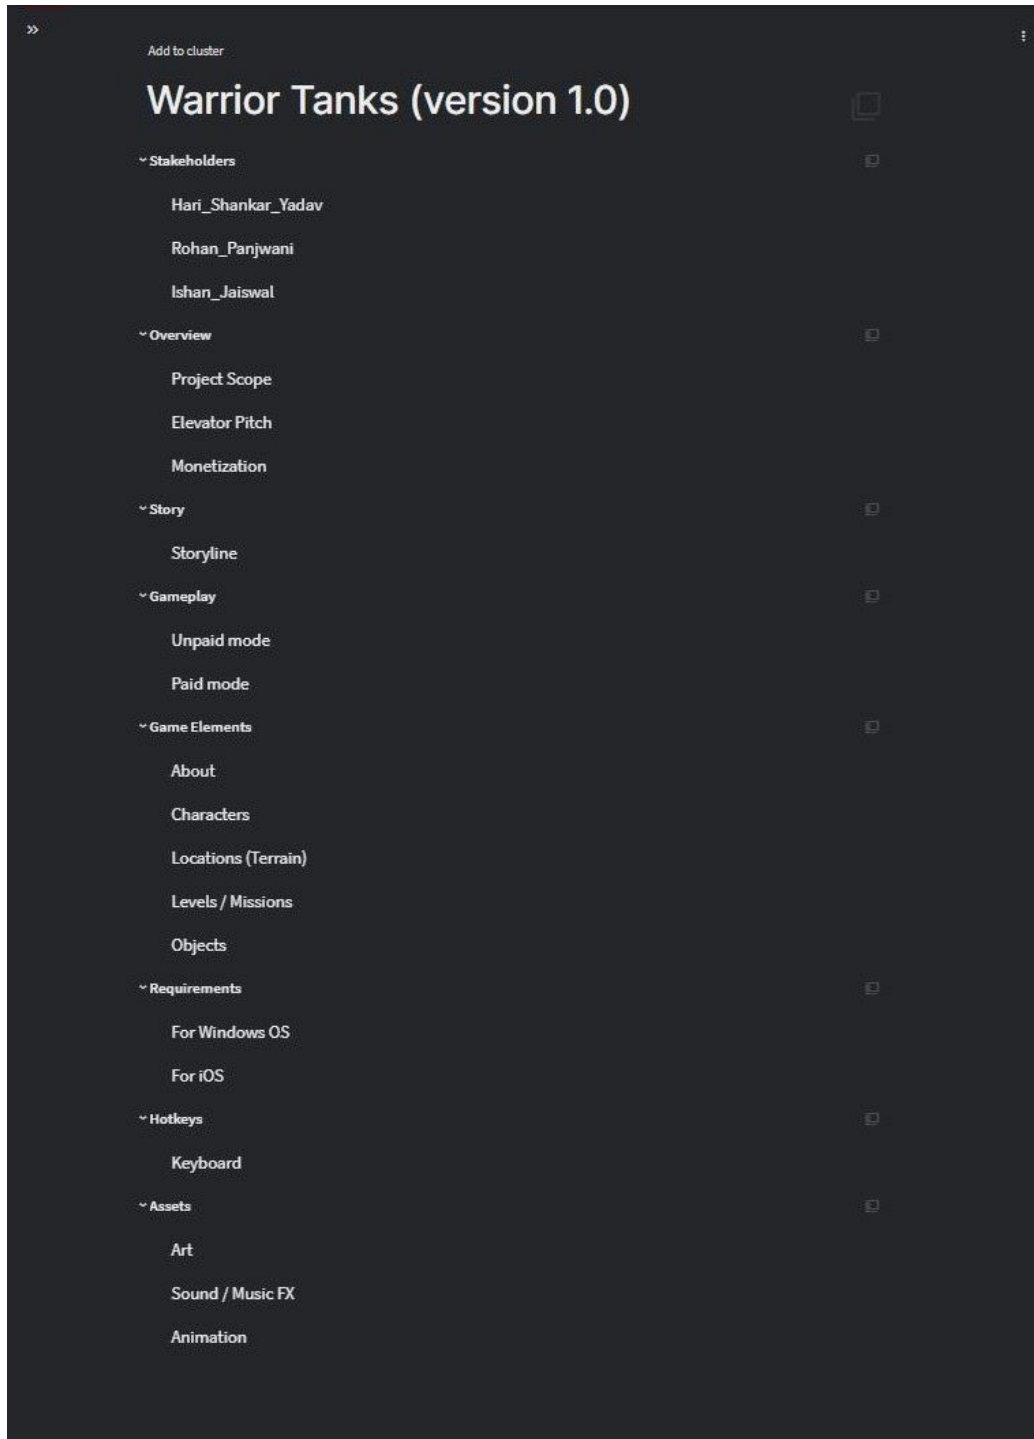 Add to cluster
Warrior Tanks (version 1.0)
Stakeholders
Hari_Shankar_Yadav
Rohan_Panjwani
Ishan_Jaiswal
Overview
Project Scope
Elevator Pitch
Monetization
Story
Storyline
Gameplay
Unpaid mode
Paid mode
Game Elements
About
Characters
Locations (Terrain)
Levels / Missions
Objects
Requirements
For Windows OS
For iOS
Hotkeys
Keyboard
Assets
Art
Sound / Music FX
Animation